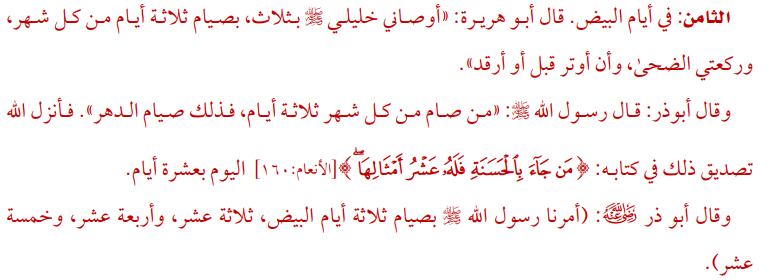 الثامن: في أيام البيض. قال أبو هريرة: «أوصاني خليلي ﷺ بثلاث، بصيام ثلاثة أيام من كل شهر،
وركعتي الضحىٰ، وأن أوتر قبل أو أرقد».
وقال أبوذر: قال رسول الله ﷺ: «من صام من كل شهر ثلاثة أيام، فذلك صيام الدهر». فأنزل الله
تصديق ذلك في كتابه: ﴿مَن جَآءَ بِٱلْحَسَنَةِ فَلَهُۥ عَشْرُ أَمْثَالِهَاۖ﴾[الأنعام:١٦٠] اليوم بعشرة أيام.
وقال أبو ذر رَضِيَ اللَّهُ عَنْهُ: (أمرنا رسول الله ﷺ بصيام ثلاثة أيام البيض، ثلاثة عشر، وأربعة عشر، وخمسة
عشر).